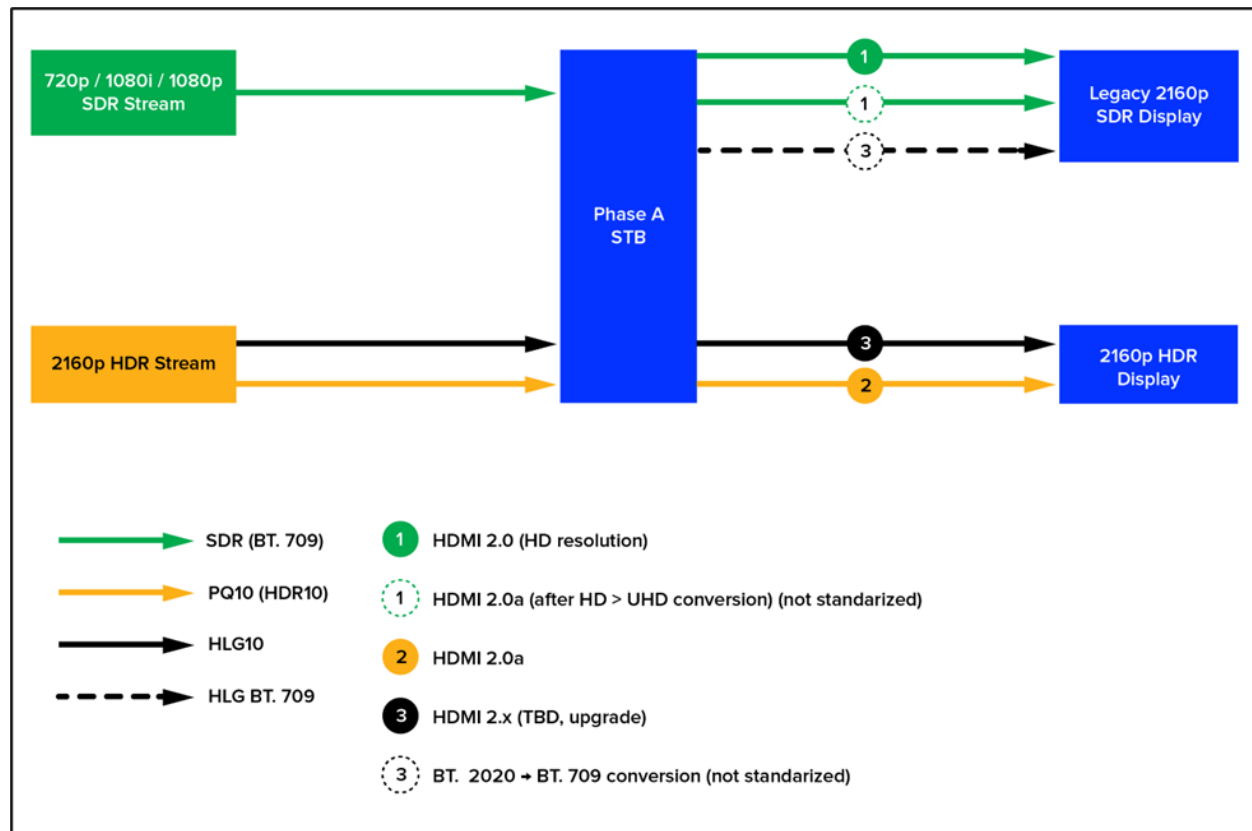 720p / 1080i / 1080p
SDR Stream
1
1
3
Legacy 2160p
SDR Display
Phase A
STB
2160p HDR Stream
3
2
2160p HDR
Display
SDR (BT. 709)
PQ10 (HDR10)
HLG10
HLG BT. 709
1 HDMI 2.0 (HD resolution)
1 HDMI 2.0a (after HD > UHD conversion) (not standarized)
2 HDMI 2.0a
3 HDMI 2.x (TBD, upgrade)
3 BT. 2020 → BT. 709 conversion (not standarized)